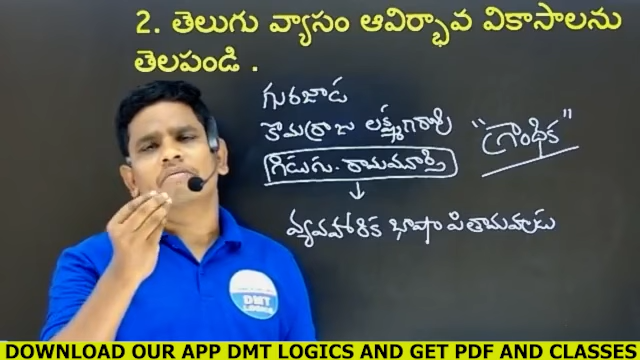 2. తెలుగు వ్యాసం ఆవిర్భావ వికాసాలను
తెలపండి .
గురజాడ
కొమర్రాజు లక్ష్మణరావు
"గ్రాంథిక"
గిడుగు. రామమూర్తి
వ్యవహారిక భాషా పితామహుడు
DMT
LOGICS
DOWNLOAD OUR APP DMT LOGICS AND GET PDF AND CLASSES